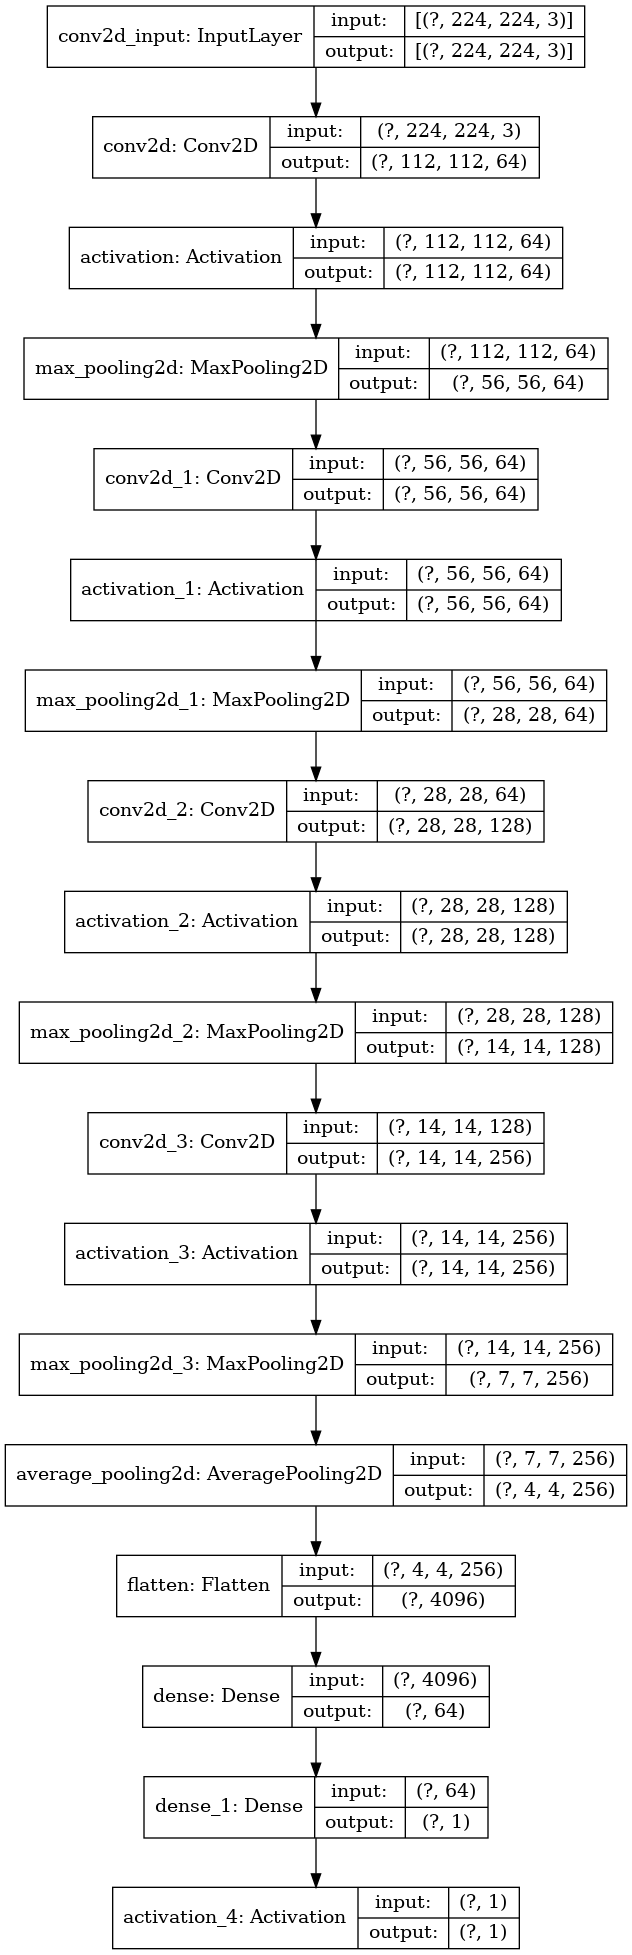 conv2d_input: InputLayer
input: [(?, 224, 224, 3)]
output: [(?, 224, 224, 3)]
conv2d: Conv2D
input: (?, 224, 224, 3)
output: (?, 112, 112, 64)
activation: Activation
input: (?, 112, 112, 64)
output: (?, 112, 112, 64)
max_pooling2d: MaxPooling2D
input: (?, 112, 112, 64)
output: (?, 56, 56, 64)
conv2d_1: Conv2D
input: (?, 56, 56, 64)
output: (?, 56, 56, 64)
activation_1: Activation
input: (?, 56, 56, 64)
output: (?, 56, 56, 64)
max_pooling2d_1: MaxPooling2D
input: (?, 56, 56, 64)
output: (?, 28, 28, 64)
conv2d_2: Conv2D
input: (?, 28, 28, 64)
output: (?, 28, 28, 128)
activation_2: Activation
input: (?, 28, 28, 128)
output: (?, 28, 28, 128)
max_pooling2d_2: MaxPooling2D
input: (?, 28, 28, 128)
output: (?, 14, 14, 128)
conv2d_3: Conv2D
input: (?, 14, 14, 128)
output: (?, 14, 14, 256)
activation_3: Activation
input: (?, 14, 14, 256)
output: (?, 14, 14, 256)
max_pooling2d_3: MaxPooling2D
input: (?, 14, 14, 256)
output: (?, 7, 7, 256)
average_pooling2d: AveragePooling2D
input: (?, 7, 7, 256)
output: (?, 4, 4, 256)
flatten: Flatten
input: (?, 4, 4, 256)
output: (?, 4096)
dense: Dense
input: (?, 4096)
output: (?, 64)
dense_1: Dense
input: (?, 64)
output: (?, 1)
activation_4: Activation
input: (?, 1)
output: (?, 1)